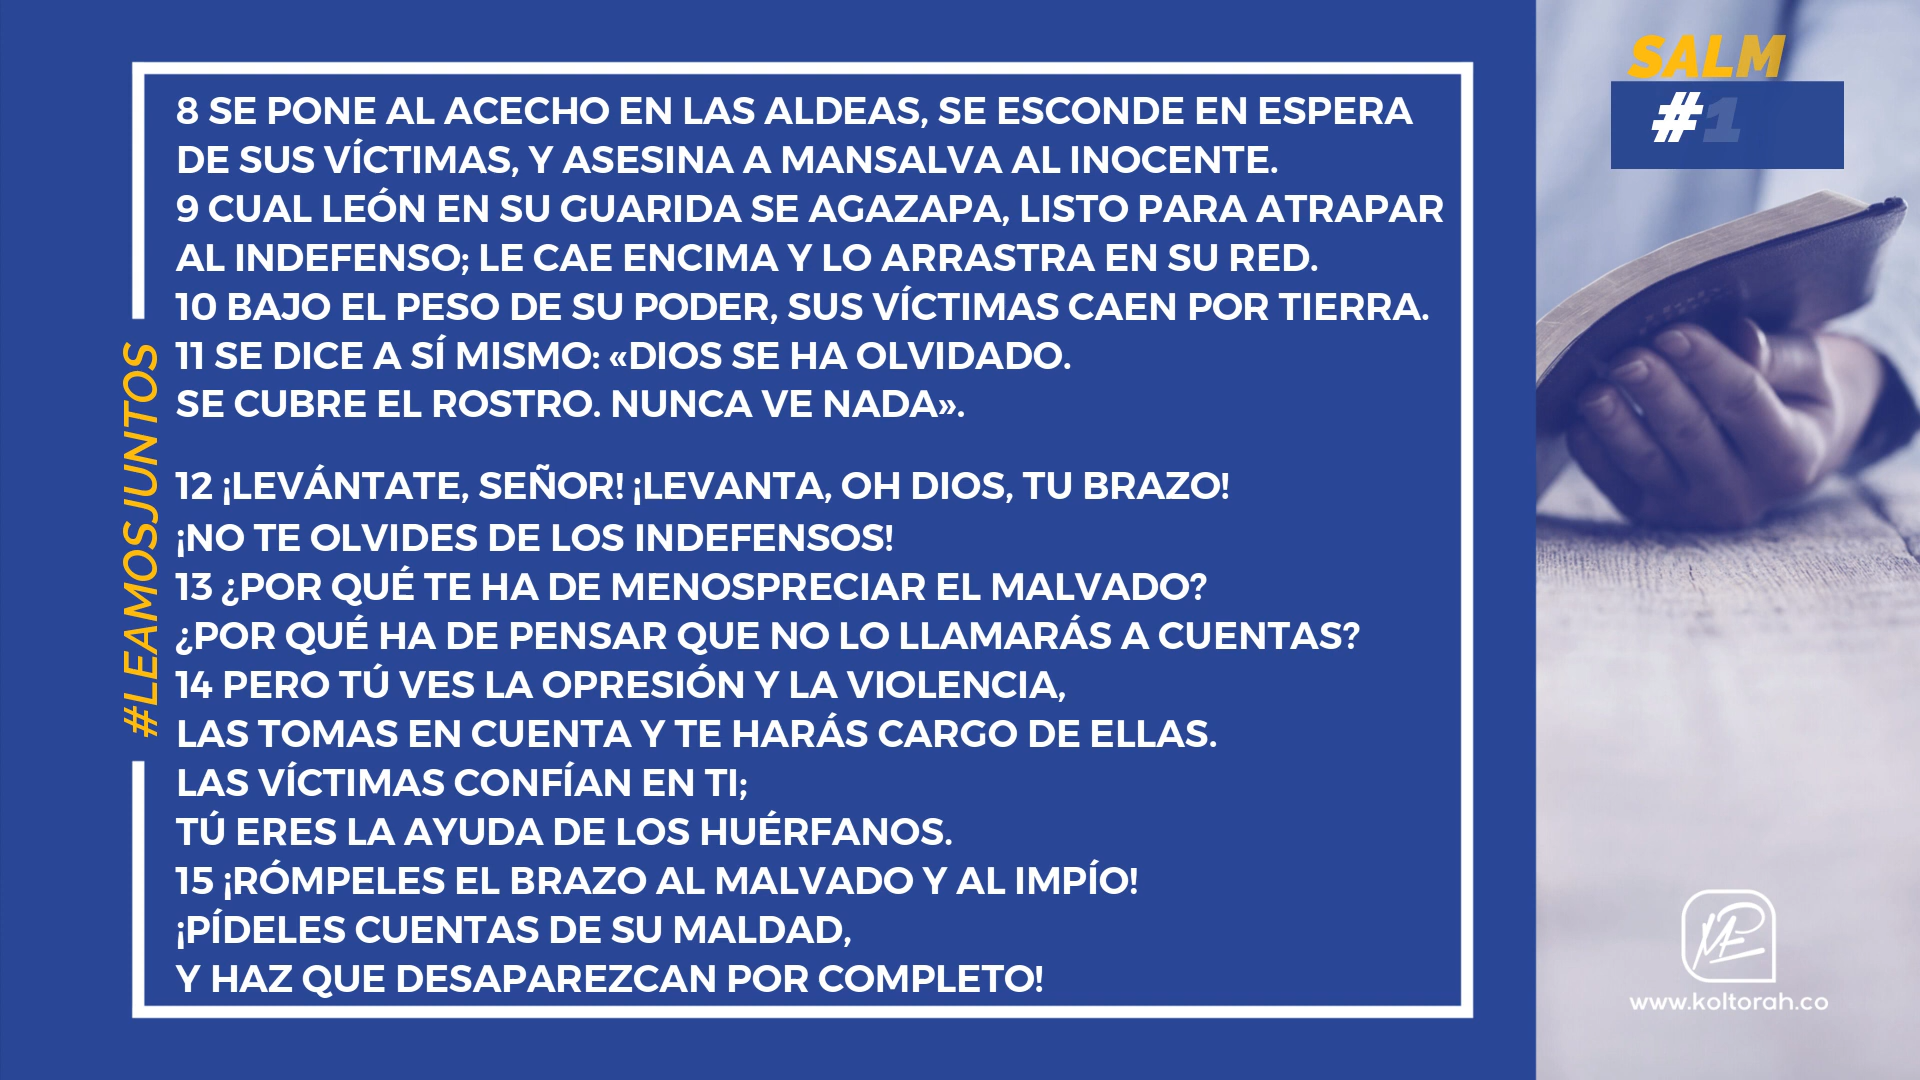 8 SE PONE AL ACECHO EN LAS ALDEAS, SE ESCONDE EN ESPERA
DE SUS VÍCTIMAS, Y ASESINA A MANSALVA AL INOCENTE.
9 CUAL LEÓN EN SU GUARIDA SE AGAZAPA, LISTO PARA ATRAPAR
AL INDEFENSO; LE CAE ENCIMA Y LO ARRASTRA EN SU RED.
10 BAJO EL PESO DE SU PODER, SUS VÍCTIMAS CAEN POR TIERRA.
11 SE DICE A SÍ MISMO: «DIOS SE HA OLVIDADO.
SE CUBRE EL ROSTRO. NUNCA VE NADA».
12 ¡LEVÁNTATE, SEÑOR! ¡LEVANTA, OH DIOS, TU BRAZO!
¡NO TE OLVIDES DE LOS INDEFENSOS!
13 ¿POR QUÉ TE HA DE MENOSPRECIAR EL MALVADO?
¿POR QUÉ HA DE PENSAR QUE NO LO LLAMARÁS A CUENTAS?
14 PERO TÚ VES LA OPRESIÓN Y LA VIOLENCIA,
LAS TOMAS EN CUENTA Y TE HARÁS CARGO DE ELLAS.
LAS VÍCTIMAS CONFÍAN EN TI;
TÚ ERES LA AYUDA DE LOS HUÉRFANOS.
15 ¡RÓMPELES EL BRAZO AL MALVADO Y AL IMPÍO!
¡PÍDELES CUENTAS DE SU MALDAD,
Y HAZ QUE DESAPAREZCAN POR COMPLETO!
#LEAMOSJUNTOS
SALM
#1
www.koltorah.co